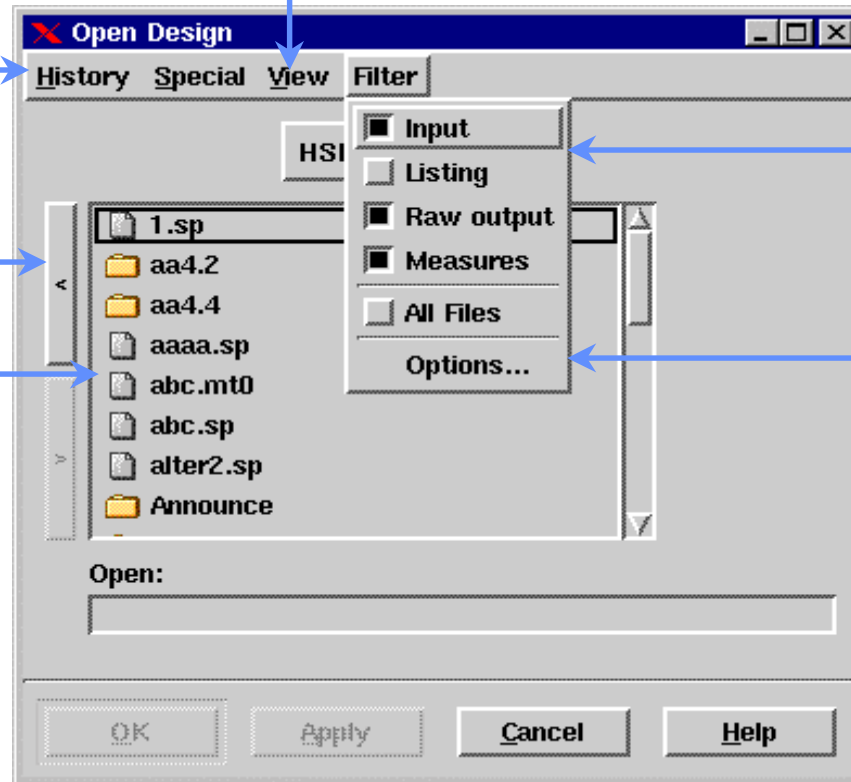 Open Design
History Special View Filter
Input
HSI
Listing
Raw output
Measures
All Files
Options...
1.sp
aa4.2
aa4.4
aaaa.sp
abc.mt0
abc.sp
alter2.sp
Announce
<
>
Open:
OK Apply Cancel Help